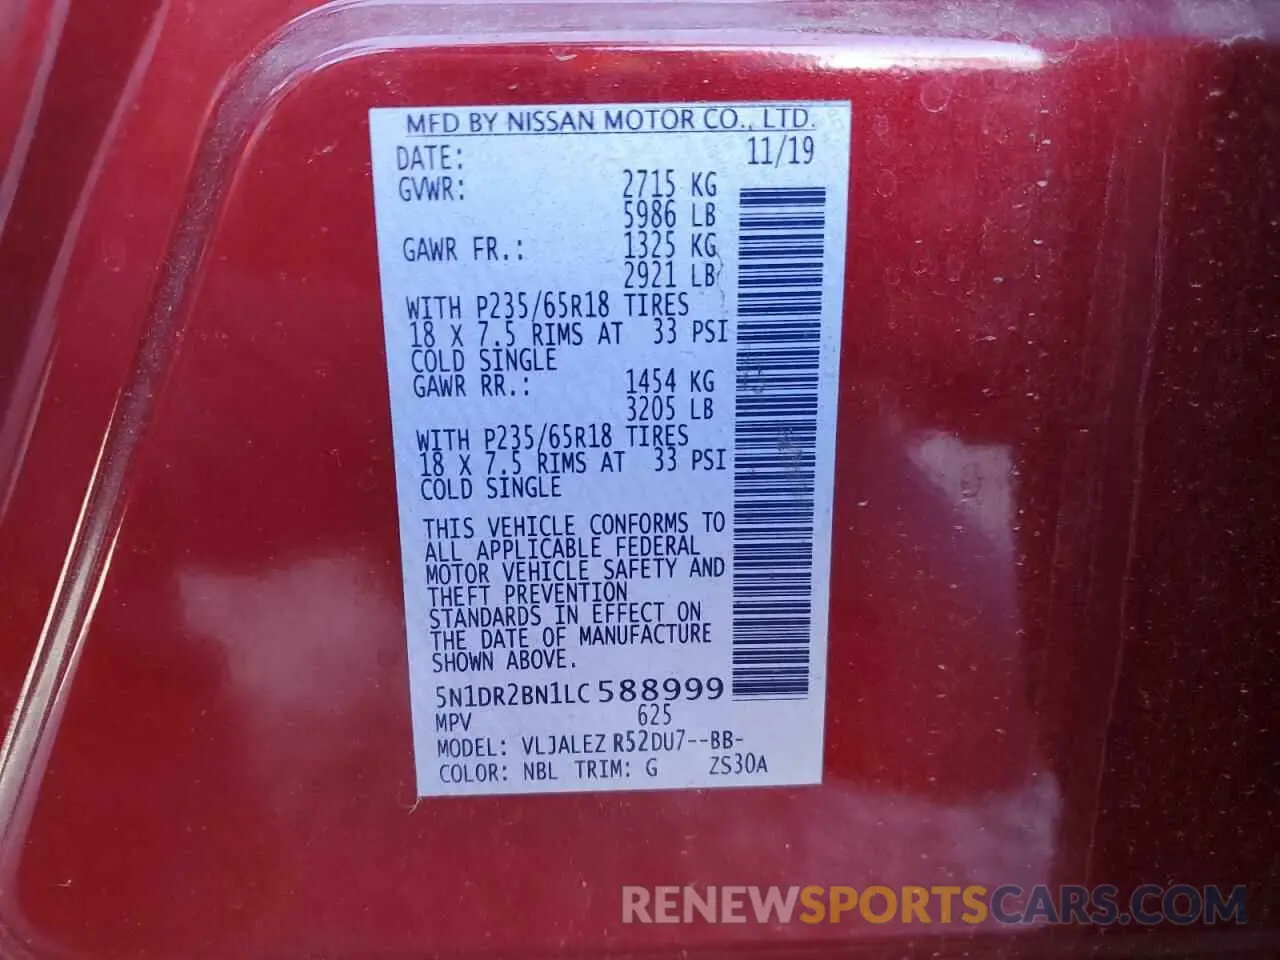 MFD BY NISSAN MOTOR CO., LTD.
DATE: 11/19
GVWR: 2715 KG
5986 LB
GAWR FR.: 1325 KG
2921 LB
WITH P235/65R18 TIRES
18 X 7.5 RIMS AT 33 PSI
COLD SINGLE
GAWR RR.: 1454 KG
3205 LB
WITH P235/65R18 TIRES
18 X 7.5 RIMS AT 33 PSI
COLD SINGLE
THIS VEHICLE CONFORMS TO
ALL APPLICABLE FEDERAL
MOTOR VEHICLE SAFETY AND
THEFT PREVENTION
STANDARDS IN EFFECT ON
THE DATE OF MANUFACTURE
SHOWN ABOVE.
5N1DR2BN1LC588999
MPV 625
MODEL: VLJALEZ R52DU7--BB-
COLOR: NBL TRIM: G ZS30A
RENEWSPORTSCARS.COM